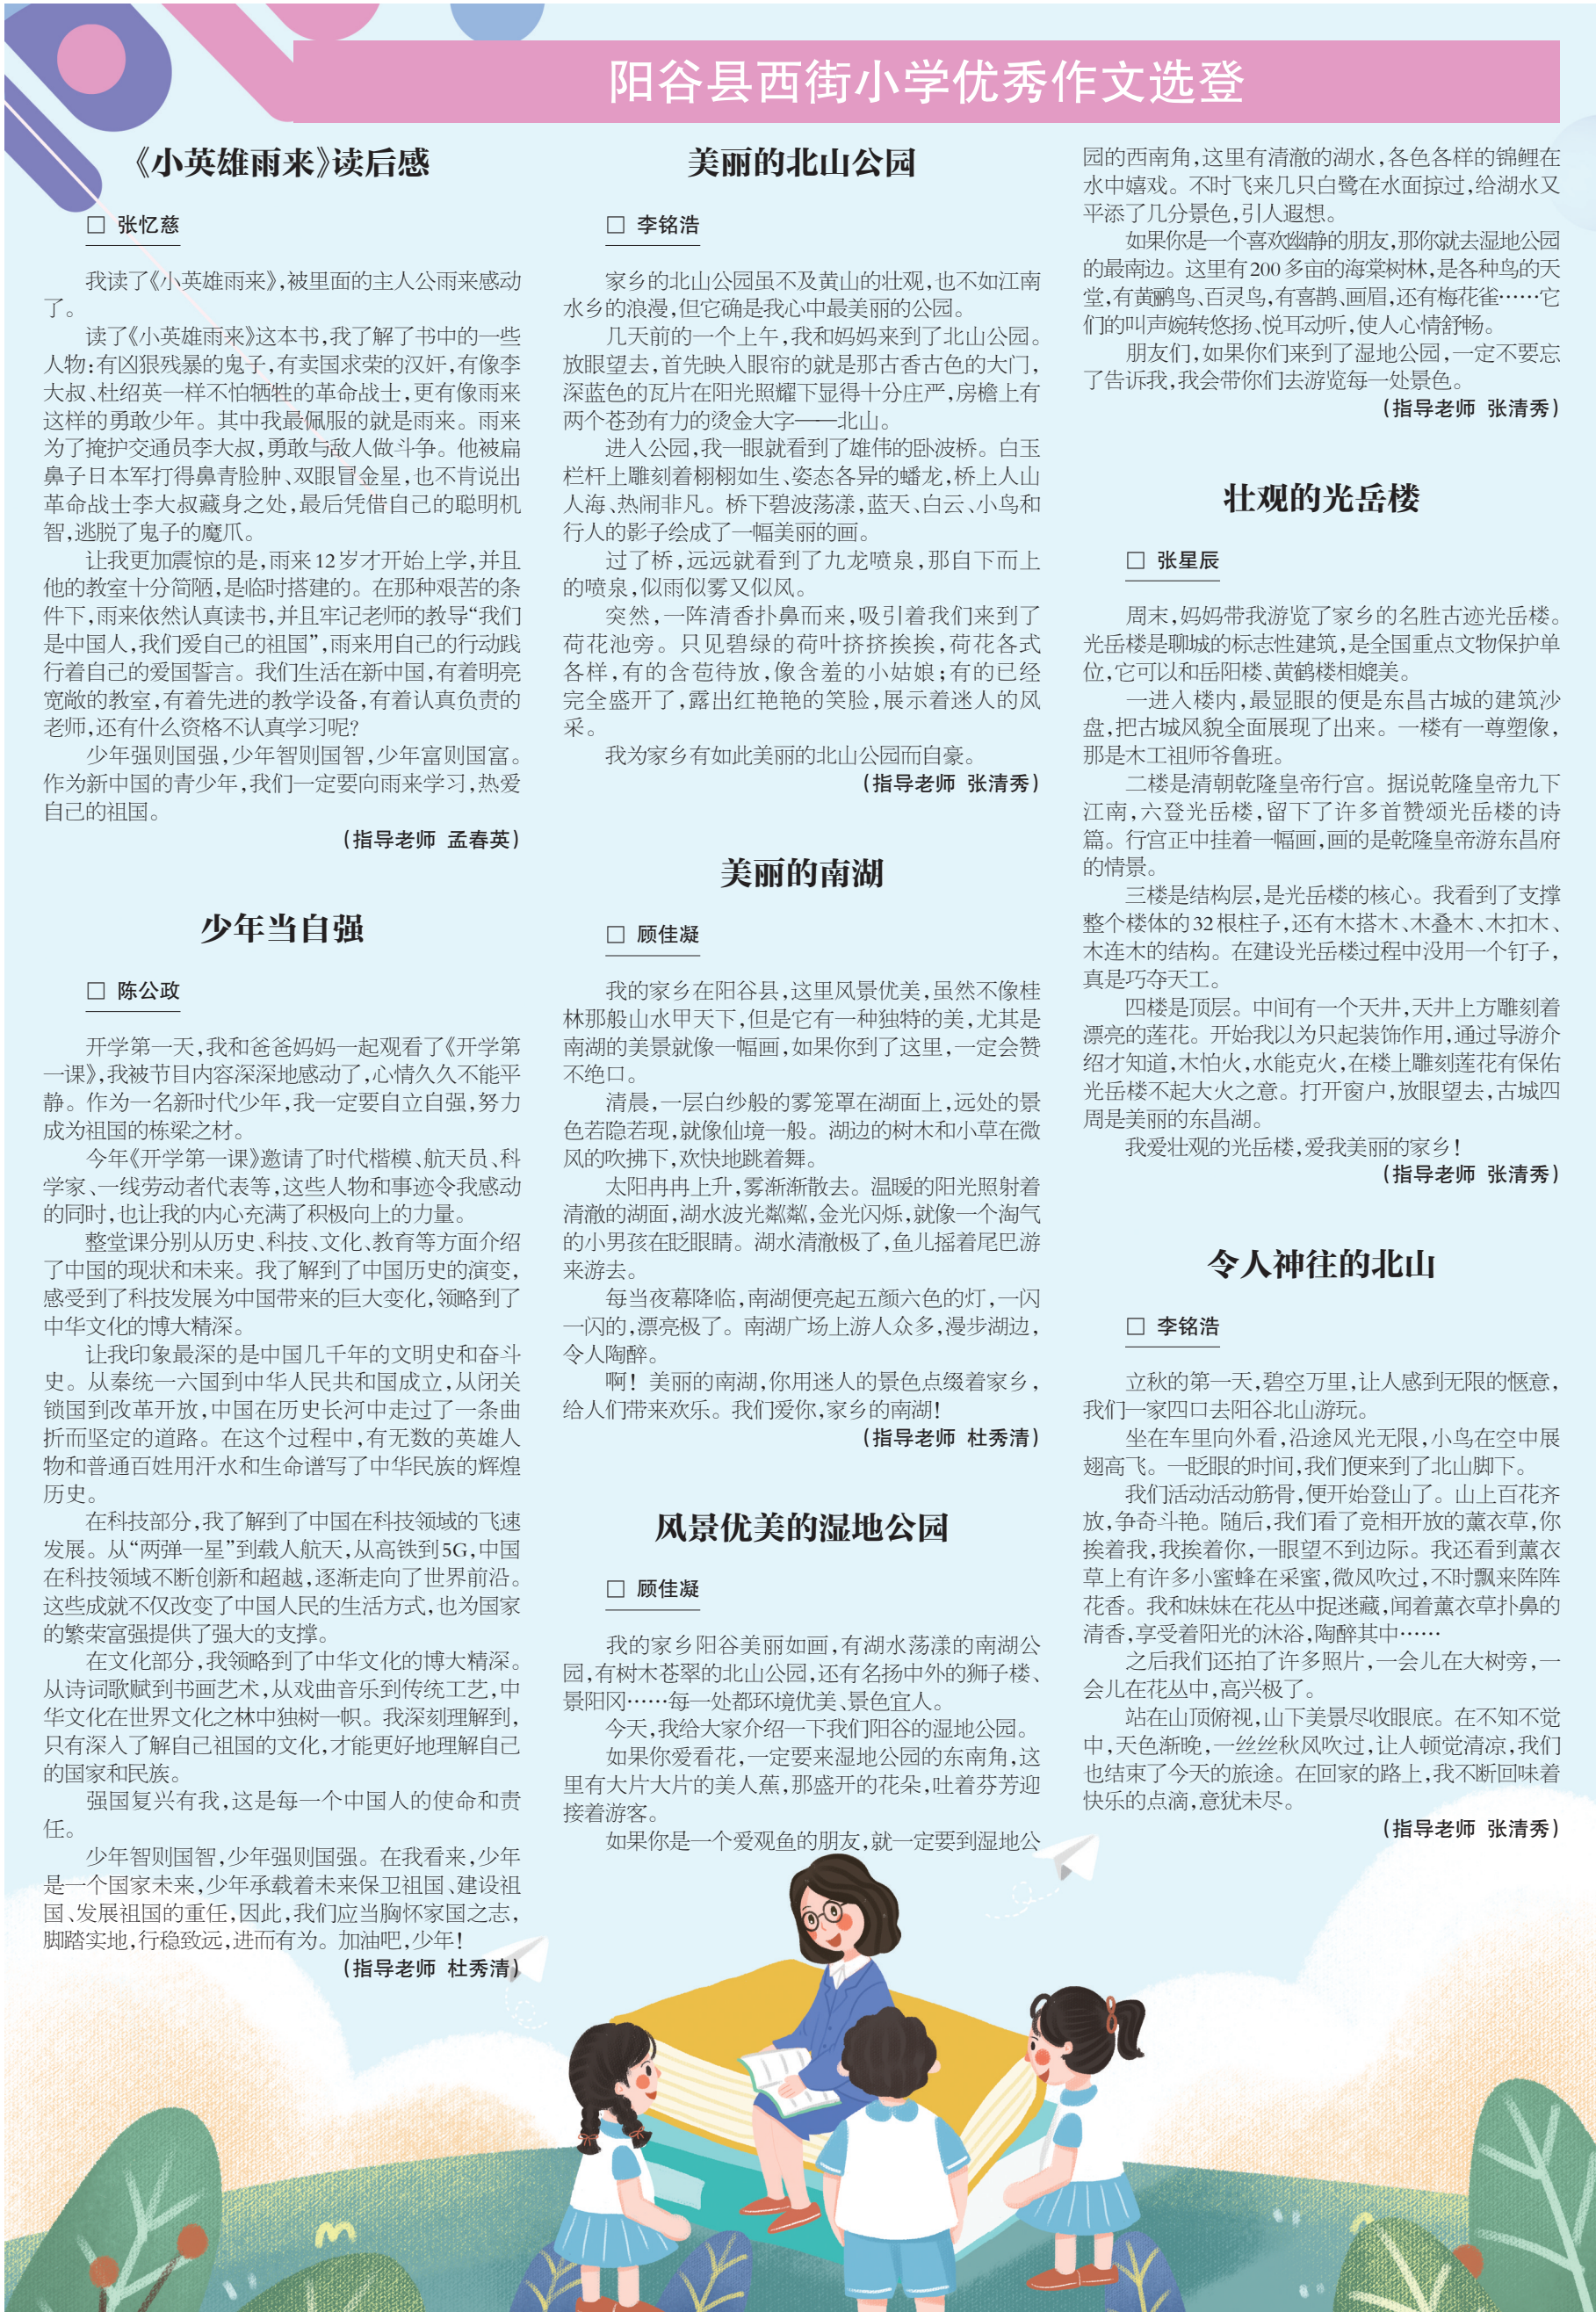 阳谷县西街小学优秀作文选登
《小英雄雨来》读后感
□ 张忆慈
我读了《小英雄雨来》,被里面的主人公雨来感动
了。
读了《小英雄雨来》这本书,我了解了书中的一些
人物:有凶狠残暴的鬼子,有卖国求荣的汉奸,有像李
大叔、杜绍英一样不怕牺牲的革命战士,更有像雨来
这样的勇敢少年。其中我最佩服的就是雨来。雨来
为了掩护交通员李大叔,勇敢与敌人做斗争。他被扁
鼻子日本军打得鼻青脸肿、双眼冒金星,也不肯说出
革命战士李大叔藏身之处,最后凭借自己的聪明机
智,逃脱了鬼子的魔爪。
让我更加震惊的是,雨来12岁才开始上学,并且
他的教室十分简陋,是临时搭建的。在那种艰苦的条
件下,雨来依然认真读书,并且牢记老师的教导“我们
是中国人,我们爱自己的祖国”,雨来用自己的行动践
行着自己的爱国誓言。我们生活在新中国,有着明亮
宽敞的教室,有着先进的教学设备,有着认真负责的
老师,还有什么资格不认真学习呢?
少年强则国强,少年智则国智,少年富则国富。
作为新中国的青少年,我们一定要向雨来学习,热爱
自己的祖国。
(指导老师 孟春英)
少年当自强
□ 陈公政
开学第一天,我和爸爸妈妈一起观看了《开学第
一课》,我被节目内容深深地感动了,心情久久不能平
静。作为一名新时代少年,我一定要自立自强,努力
成为祖国的栋梁之材。
今年《开学第一课》邀请了时代楷模、航天员、科
学家、一线劳动者代表等,这些人物和事迹令我感动
的同时,也让我的内心充满了积极向上的力量。
整堂课分别从历史、科技、文化、教育等方面介绍
了中国的现状和未来。我了解到了中国历史的演变,
感受到了科技发展为中国带来的巨大变化,领略到了
中华文化的博大精深。
让我印象最深的是中国几千年的文明史和奋斗
史。从秦统一六国到中华人民共和国成立,从闭关
锁国到改革开放,中国在历史长河中走过了一条曲
折而坚定的道路。在这个过程中,有无数的英雄人
物和普通百姓用汗水和生命谱写了中华民族的辉煌
历史。
在科技部分,我了解到了中国在科技领域的飞速
发展。从“两弹一星”到载人航天,从高铁到5G,中国
在科技领域不断创新和超越,逐渐走向了世界前沿。
这些成就不仅改变了中国人民的生活方式,也为国家
的繁荣富强提供了强大的支撑。
在文化部分,我领略到了中华文化的博大精深。
从诗词歌赋到书画艺术,从戏曲音乐到传统工艺,中
华文化在世界文化之林中独树一帜。我深刻理解到,
只有深入了解自己祖国的文化,才能更好地理解自己
的国家和民族。
强国复兴有我,这是每一个中国人的使命和责
任。
少年智则国智,少年强则国强。在我看来,少年
是一个国家未来,少年承载着未来保卫祖国、建设祖
国、发展祖国的重任,因此,我们应当胸怀家国之志,
脚踏实地,行稳致远,进而有为。加油吧,少年!
(指导老师 杜秀清)
美丽的北山公园
□ 李铭浩
家乡的北山公园虽不及黄山的壮观,也不如江南
水乡的浪漫,但它确是我心中最美丽的公园。
几天前的一个上午,我和妈妈来到了北山公园。
放眼望去,首先映入眼帘的就是那古香古色的大门,
深蓝色的瓦片在阳光照耀下显得十分庄严,房檐上有
两个苍劲有力的烫金大字——北山。
进入公园,我一眼就看到了雄伟的卧波桥。白玉
栏杆上雕刻着栩栩如生、姿态各异的蟠龙,桥上人山
人海、热闹非凡。桥下碧波荡漾,蓝天、白云、小鸟和
行人的影子绘成了一幅美丽的画。
过了桥,远远就看到了九龙喷泉,那自下而上
的喷泉,似雨似雾又似风。
突然,一阵清香扑鼻而来,吸引着我们来到了
荷花池旁。只见碧绿的荷叶挤挤挨挨,荷花各式
各样,有的含苞待放,像含羞的小姑娘;有的已经
完全盛开了,露出红艳艳的笑脸,展示着迷人的风
采。
我为家乡有如此美丽的北山公园而自豪。
(指导老师 张清秀)
美丽的南湖
□ 顾佳凝
我的家乡在阳谷县,这里风景优美,虽然不像桂
林那般山水甲天下,但是它有一种独特的美,尤其是
南湖的美景就像一幅画,如果你到了这里,一定会赞
不绝口。
清晨,一层白纱般的雾笼罩在湖面上,远处的景
色若隐若现,就像仙境一般。湖边的树木和小草在微
风的吹拂下,欢快地跳着舞。
太阳冉冉上升,雾渐渐散去。温暖的阳光照射着
清澈的湖面,湖水波光粼粼,金光闪烁,就像一个淘气
的小男孩在眨眼睛。湖水清澈极了,鱼儿摇着尾巴游
来游去。
每当夜幕降临,南湖便亮起五颜六色的灯,一闪
一闪的,漂亮极了。南湖广场上游人众多,漫步湖边,
令人陶醉。
啊!美丽的南湖,你用迷人的景色点缀着家乡,
给人们带来欢乐。我们爱你,家乡的南湖!
(指导老师 杜秀清)
风景优美的湿地公园
□ 顾佳凝
我的家乡阳谷美丽如画,有湖水荡漾的南湖公
园,有树木苍翠的北山公园,还有名扬中外的狮子楼、
景阳冈……每一处都环境优美、景色宜人。
今天,我给大家介绍一下我们阳谷的湿地公园。
如果你爱看花,一定要来湿地公园的东南角,这
里有大片大片的美人蕉,那盛开的花朵,吐着芬芳迎
接着游客。
如果你是一个爱观鱼的朋友,就一定要到湿地公
园的西南角,这里有清澈的湖水,各色各样的锦鲤在
水中嬉戏。不时飞来几只白鹭在水面掠过,给湖水又
平添了几分景色,引人遐想。
如果你是一个喜欢幽静的朋友,那你就去湿地公园
的最南边。这里有200多亩的海棠树林,是各种鸟的天
堂,有黄鹂鸟、百灵鸟,有喜鹊、画眉,还有梅花雀……它
们的叫声婉转悠扬、悦耳动听,使人心情舒畅。
朋友们,如果你们来到了湿地公园,一定不要忘
了告诉我,我会带你们去游览每一处景色。
(指导老师 张清秀)
壮观的光岳楼
□ 张星辰
周末,妈妈带我游览了家乡的名胜古迹光岳楼。
光岳楼是聊城的标志性建筑,是全国重点文物保护单
位,它可以和岳阳楼、黄鹤楼相媲美。
一进入楼内,最显眼的便是东昌古城的建筑沙
盘,把古城风貌全面展现了出来。一楼有一尊塑像,
那是木工祖师爷鲁班。
二楼是清朝乾隆皇帝行宫。据说乾隆皇帝九下
江南,六登光岳楼,留下了许多首赞颂光岳楼的诗
篇。行宫正中挂着一幅画,画的是乾隆皇帝游东昌府
的情景。
三楼是结构层,是光岳楼的核心。我看到了支撑
整个楼体的32根柱子,还有木搭木、木叠木、木扣木、
木连木的结构。在建设光岳楼过程中没用一个钉子,
真是巧夺天工。
四楼是顶层。中间有一个天井,天井上方雕刻着
漂亮的莲花。开始我以为只起装饰作用,通过导游介
绍才知道,木怕火,水能克火,在楼上雕刻莲花有保佑
光岳楼不起大火之意。打开窗户,放眼望去,古城四
周是美丽的东昌湖。
我爱壮观的光岳楼,爱我美丽的家乡!
(指导老师 张清秀)
令人神往的北山
□ 李铭浩
立秋的第一天,碧空万里,让人感到无限的惬意,
我们一家四口去阳谷北山游玩。
坐在车里向外看,沿途风光无限,小鸟在空中展
翅高飞。一眨眼的时间,我们便来到了北山脚下。
我们活动活动筋骨,便开始登山了。山上百花齐
放,争奇斗艳。随后,我们看了竞相开放的薰衣草,你
挨着我,我挨着你,一眼望不到边际。我还看到薰衣
草上有许多小蜜蜂在采蜜,微风吹过,不时飘来阵阵
花香。我和妹妹在花丛中捉迷藏,闻着薰衣草扑鼻的
清香,享受着阳光的沐浴,陶醉其中……
之后我们还拍了许多照片,一会儿在大树旁,一
会儿在花丛中,高兴极了。
站在山顶俯视,山下美景尽收眼底。在不知不觉
中,天色渐晚,一丝丝秋风吹过,让人顿觉清凉,我们
也结束了今天的旅途。在回家的路上,我不断回味着
快乐的点滴,意犹未尽。
(指导老师 张清秀)